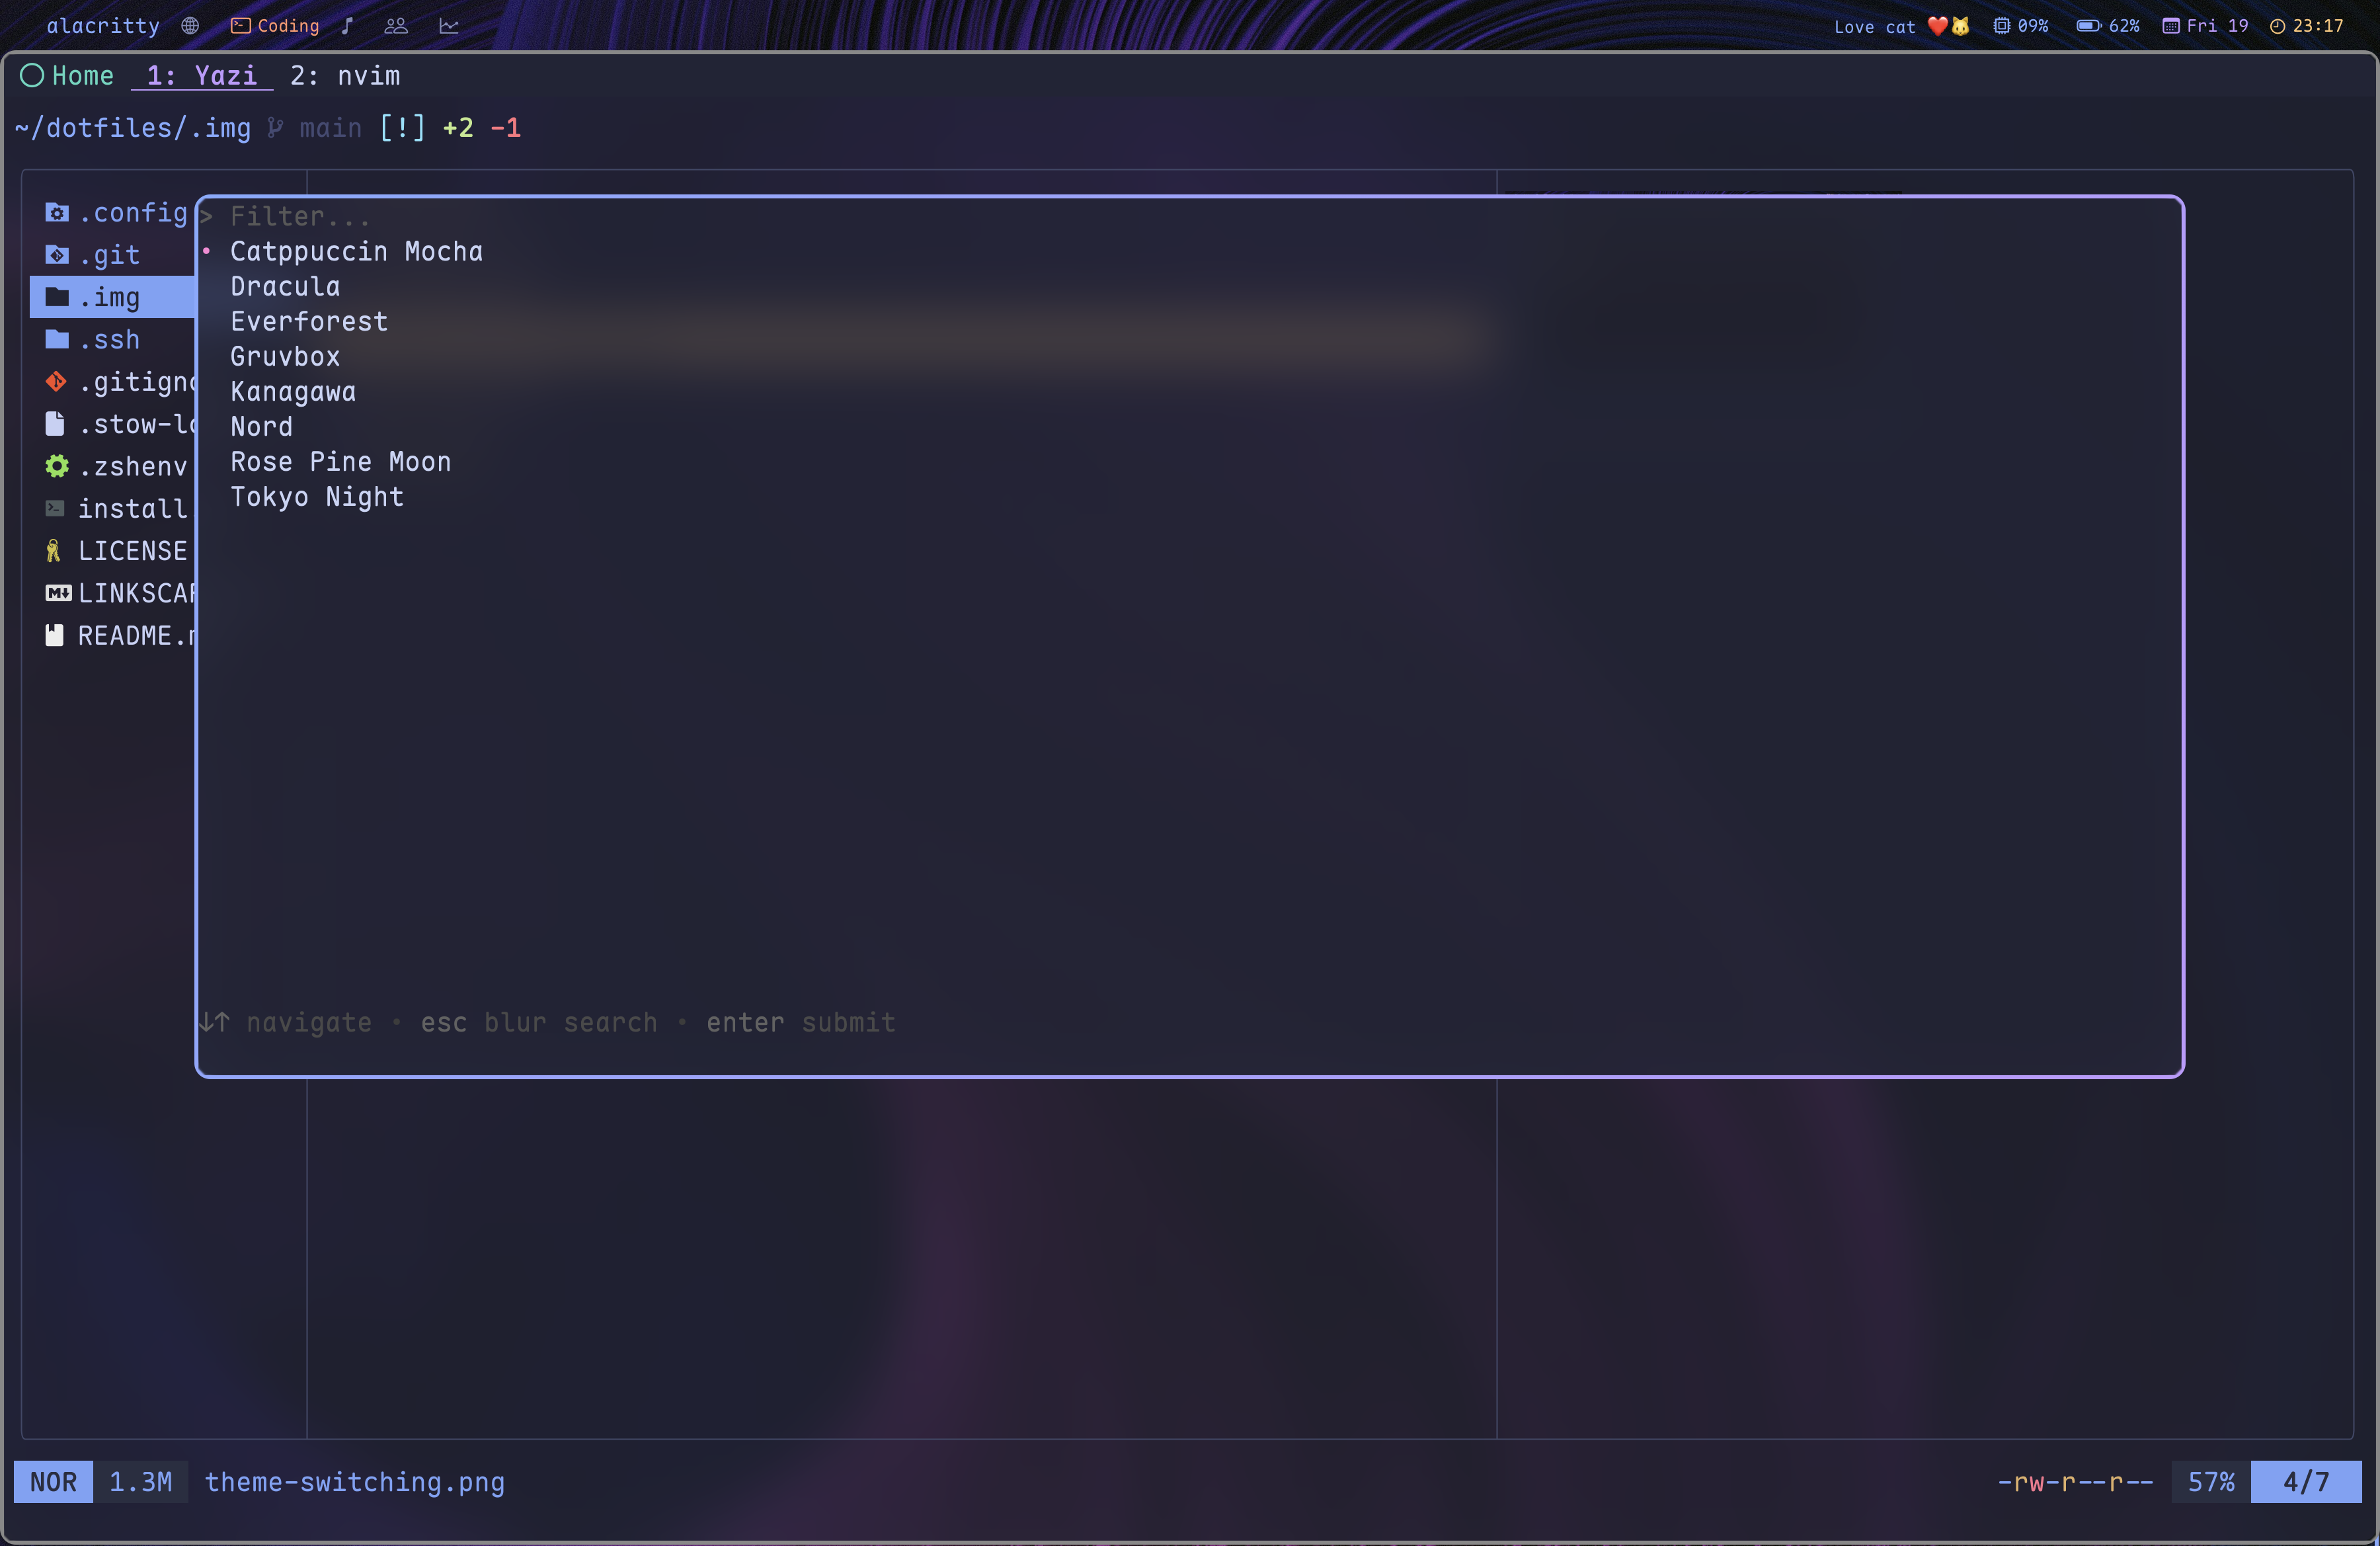 alacritty Coding Love cat ❤️🐱 09% 62% Fri 19 23:17
Home 1: Yazi 2: nvim
~/dotfiles/.img main [!] +2 -1
.config
.git
.img
.ssh
.gitigno
.stow-lo
.zshenv
install
LICENSE
LINKSCAR
README.m
> Filter...
• Catppuccin Mocha
Dracula
Everforest
Gruvbox
Kanagawa
Nord
Rose Pine Moon
Tokyo Night
↓↑ navigate • esc blur search • enter submit
NOR 1.3M theme-switching.png -rw-r--r-- 57% 4/7